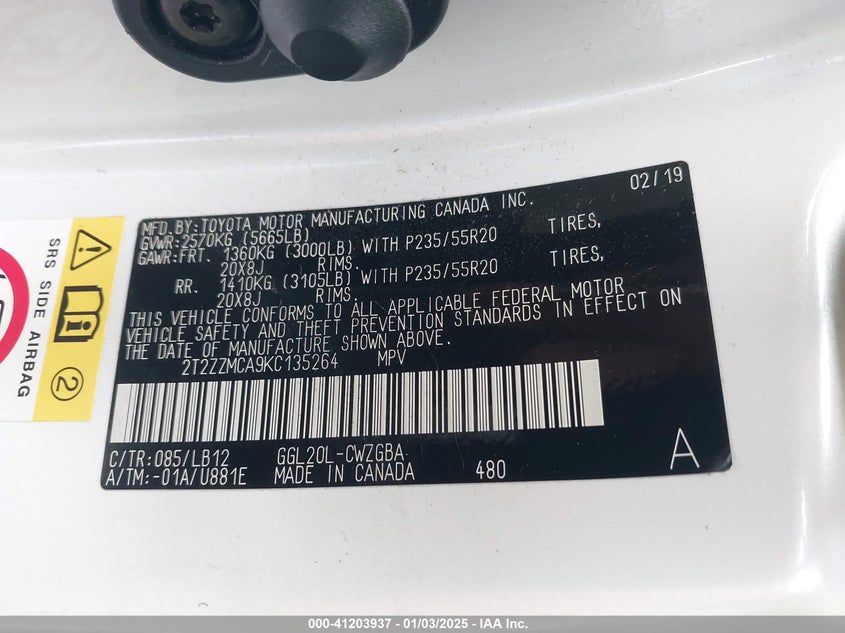 02/19
MFD.BY:TOYOTA MOTOR MANUFACTURING CANADA INC.
GVWR:2570KG (5665LB)
GAWR:FRT. 1360KG (3000LB) WITH P235/55R20 TIRES,
20X8J RIMS.
RR. 1410KG (3105LB) WITH P235/55R20 TIRES,
20X8J RIMS.
THIS VEHICLE CONFORMS TO ALL APPLICABLE FEDERAL MOTOR
VEHICLE SAFETY AND THEFT PREVENTION STANDARDS IN EFFECT ON
THE DATE OF MANUFACTURE SHOWN ABOVE.
2T2ZZMCA9KC135264 MPV
C/TR:085/LB12 GGL20L-CWZGBA
A/TM:-01A/U881E MADE IN CANADA 480
A
SRS SIDE AIRBAG
2
000-41203937 - 01/03/2025 - IAA Inc.